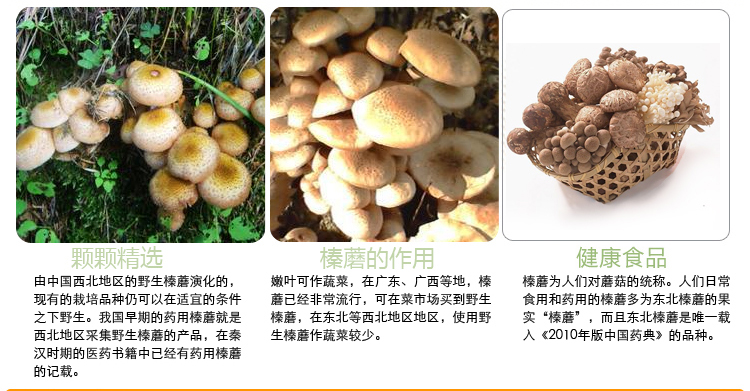 颗颗精选
由中国西北地区的野生榛蘑演化的，
现有的栽培品种仍可以在适宜的条件
之下野生。我国早期的药用榛蘑就是
西北地区采集野生榛蘑的产品，在秦
汉时期的医药书籍中已经有药用榛蘑
的记载。
榛蘑的作用
嫩叶可作蔬菜，在广东、广西等地，榛
蘑已经非常流行，可在菜市场买到野生
榛蘑，在东北等西北地区地区，使用野
生榛蘑作蔬菜较少。
健康食品
榛蘑为人们对蘑菇的统称。人们日常
食用和药用的榛蘑多为东北榛蘑的果
实“榛蘑”，而且东北榛蘑是唯一载
入《2010年版中国药典》的品种。